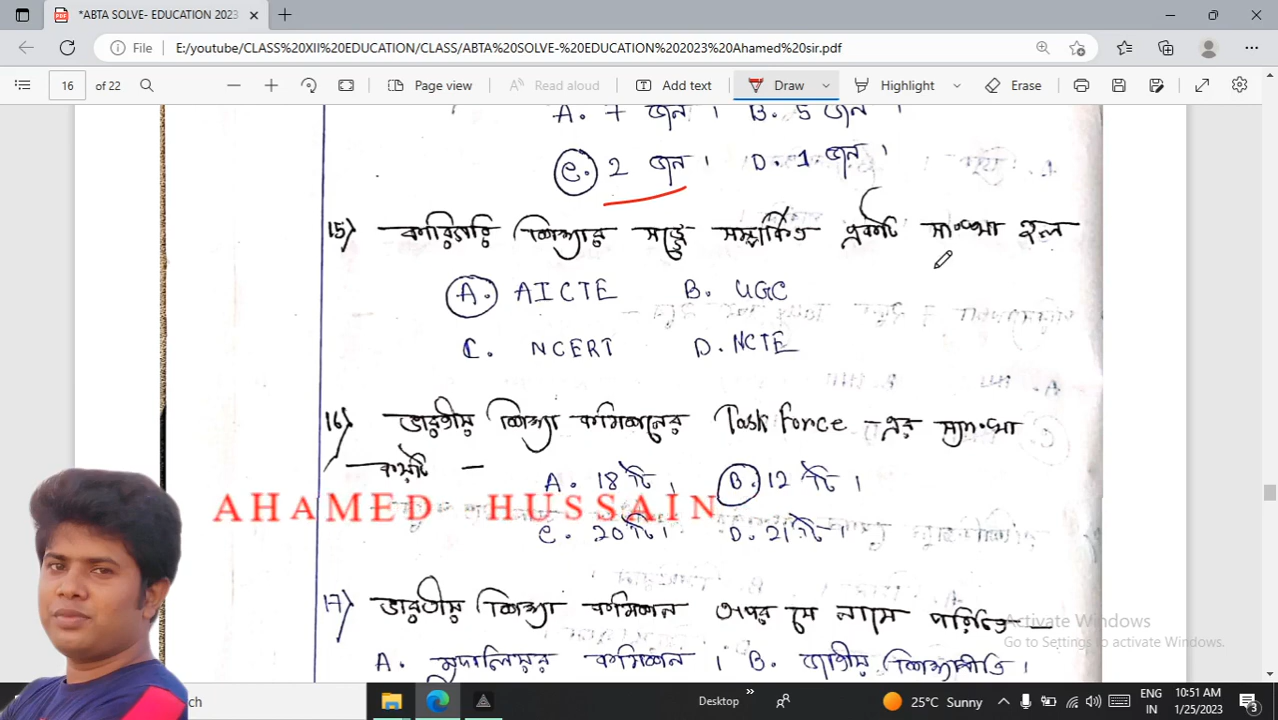 *ABTA SOLVE- EDUCATION 2023
File E:/youtube/CLASS%20XII%20EDUCATION/CLASS/ABTA%20SOLVE-%20EDUCATION%202023%20Ahamed%20sir.pdf
16 of 22 Page view Read aloud Add text Draw Highlight Erase
A. 7 জন । B. 5 জন ।
C. 2 জন । D. 1 জন ।
15) কারিগরি শিক্ষার সঙ্গে সম্পর্কিত একটি সংস্থা হল
A. AICTE B. UGC
C. NCERT D. NCTE
16) ভারতীয় শিক্ষা কমিশনের Task Force -এর সংখ্যা
কয়টি —
A. 18 টি । B. 12 টি ।
AHAMED HUSSAIN
C. 20 টি । D. 21 টি ।
17) ভারতীয় শিক্ষা কমিশন অপর যে নামে পরিচিত —
Activate Windows
Go to Settings to activate Windows.
A. মুদালিয়র কমিশন । B. জাতীয় শিক্ষানীতি ।
rch Desktop 25°C Sunny ENG IN 10:51 AM 1/25/2023 3